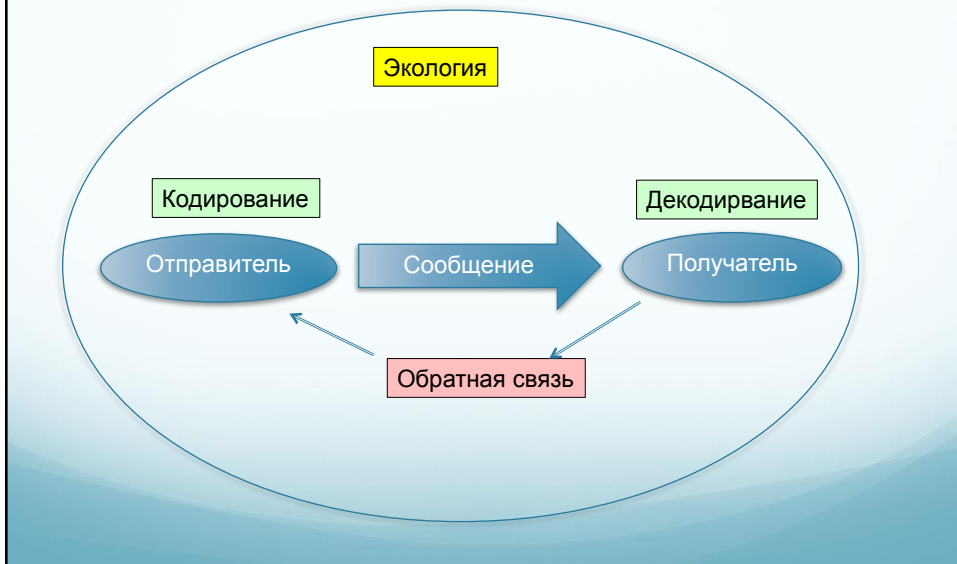 Экология
Кодирование
Декодирвание
Отправитель
Сообщение
Получатель
Обратная связь